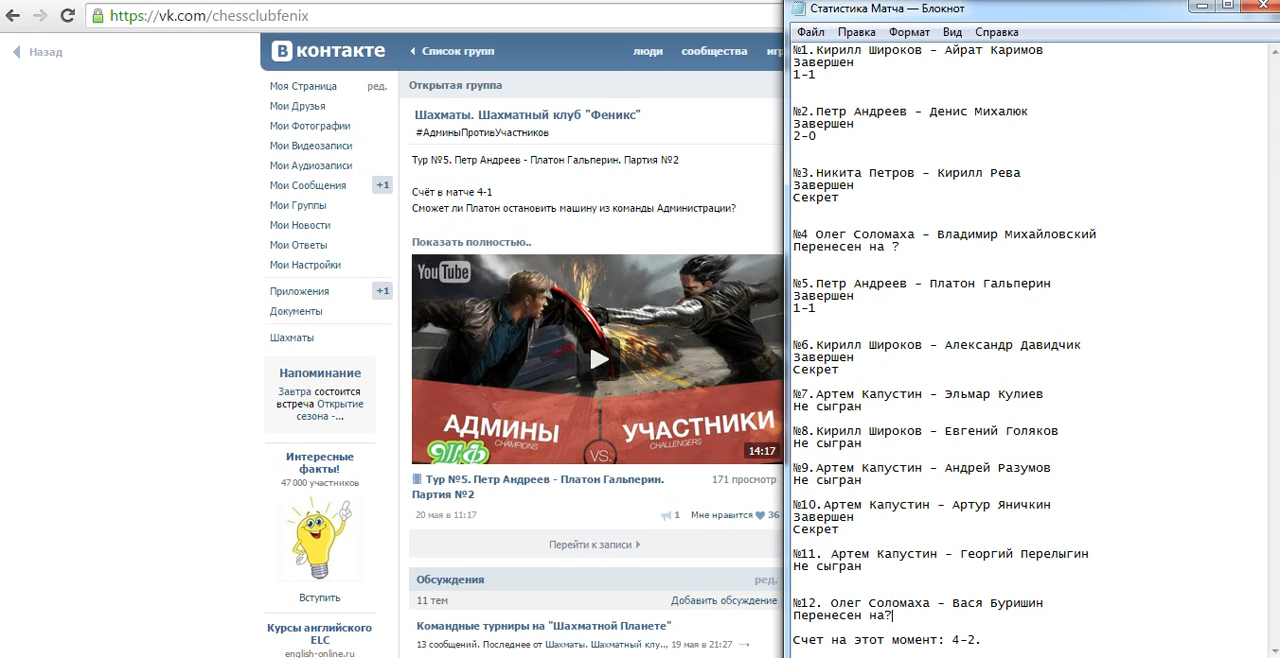 https://vk.com/chessclubfenix
Назад
В контакте
Список групп
люди
сообщества
игр
Моя Страница
ред.
Мои Друзья
Мои Фотографии
Мои Видеозаписи
Мои Аудиозаписи
Мои Сообщения
+1
Мои Группы
Мои Новости
Мои Ответы
Мои Настройки
Приложения
+1
Документы
Шахматы
Напоминание
Завтра состоится
встреча Открытие
сезона -...
Интересные
факты!
47 000 участников
Вступить
Курсы английского
ELC
english-online.ru
Открытая группа
Шахматы. Шахматный клуб "Феникс"
#АдминыПротивУчастников
Тур №5. Петр Андреев - Платон Гальперин. Партия №2
Счёт в матче 4-1
Сможет ли Платон остановить машину из команды Администрации?
Показать полностью..
YouTube
АДМИНЫ
CHAMPIONS
VS.
УЧАСТНИКИ
CHALLENGERS
ШФ
14:17
Тур №5. Петр Андреев - Платон Гальперин.
Партия №2
171 просмотр
20 мая в 11:17
1
Мне нравится
36
Перейти к записи
Обсуждения
ред.
11 тем
Добавить обсуждение
Командные турниры на "Шахматной Планете"
13 сообщений. Последнее от Шахматы. Шахматный клу.., 19 мая в 21:27 →
Статистика Матча — Блокнот
Файл Правка Формат Вид Справка
№1.Кирилл Широков - Айрат Каримов
Завершен
1-1
№2.Петр Андреев - Денис Михалюк
Завершен
2-0
№3.Никита Петров - Кирилл Рева
Завершен
Секрет
№4 Олег Соломаха - Владимир Михайловский
Перенесен на ?
№5.Петр Андреев - Платон Гальперин
Завершен
1-1
№6.Кирилл Широков - Александр Давидчик
Завершен
Секрет
№7.Артем Капустин - Эльмар Кулиев
Не сыгран
№8.Кирилл Широков - Евгений Голяков
Не сыгран
№9.Артем Капустин - Андрей Разумов
Не сыгран
№10.Артем Капустин - Артур Яничкин
Завершен
Секрет
№11. Артем Капустин - Георгий Перелыгин
Не сыгран
№12. Олег Соломаха - Вася Буришин
Перенесен на?
Счет на этот момент: 4-2.